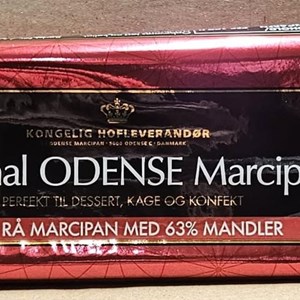 KONGELIG HOFLEVERANDØR
ODENSE MARCIPAN · 5000 ODENSE C · DANMARK
nal ODENSE Marcip
PERFEKT TIL DESSERT, KAGE OG KONFEKT
RÅ MARCIPAN MED 63% MANDLER